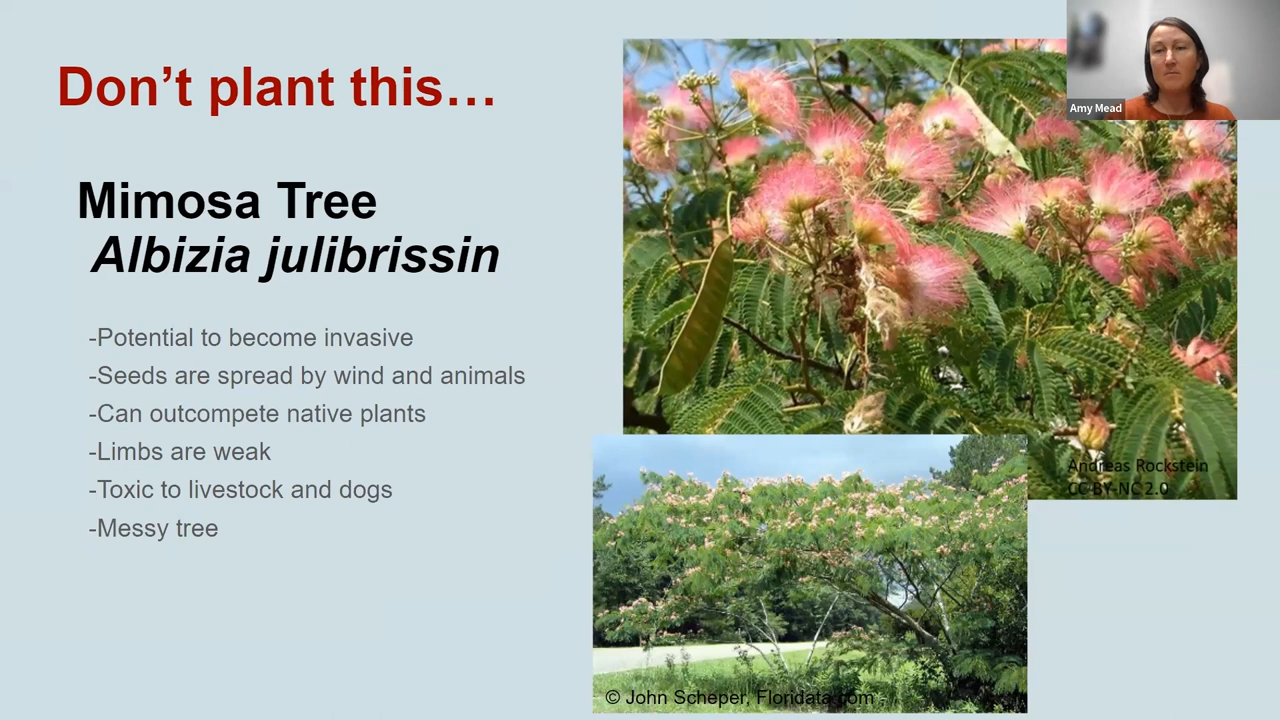 Don’t plant this…
Mimosa Tree
Albizia julibrissin
-Potential to become invasive
-Seeds are spread by wind and animals
-Can outcompete native plants
-Limbs are weak
-Toxic to livestock and dogs
-Messy tree
Amy Mead
Andreas Rockstein
CC-BY-NC 2.0
© John Scheper, Floridata.com